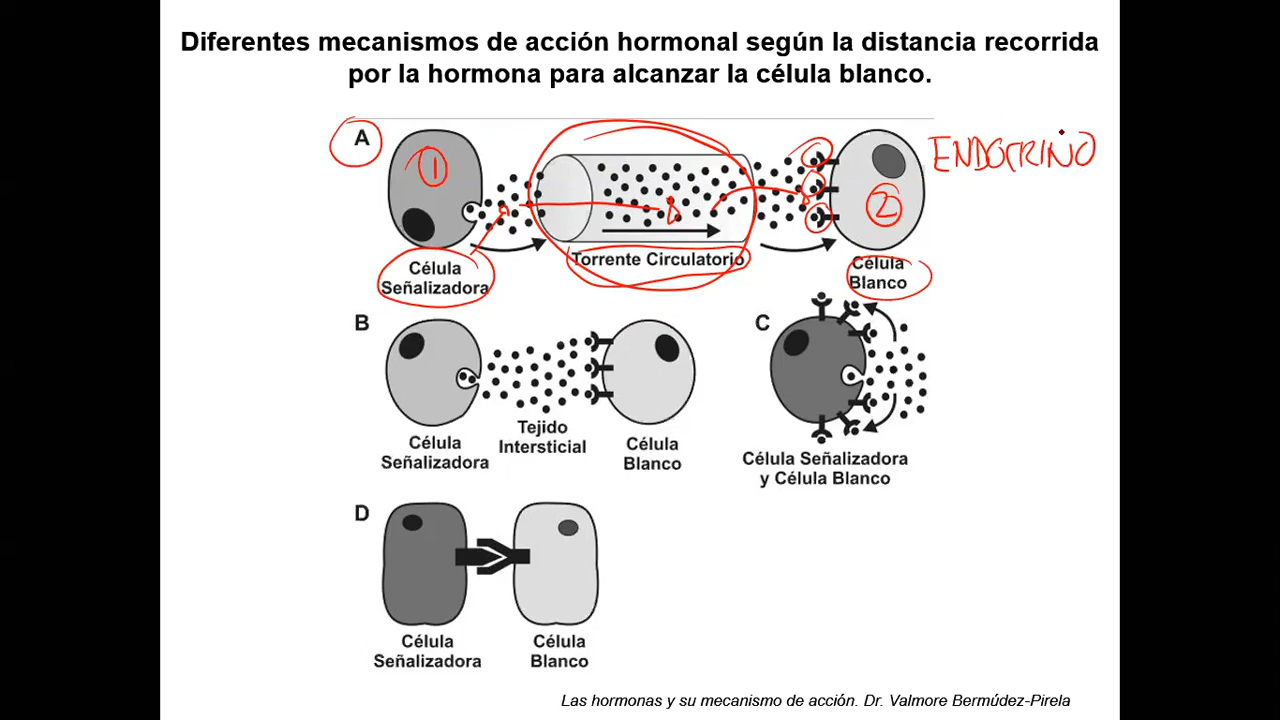 Diferentes mecanismos de acción hormonal según la distancia recorrida
por la hormona para alcanzar la célula blanco.
A
1
2
ENDOCRINO
Célula
Señalizadora
Torrente Circulatorio
Célula
Blanco
B
Célula
Señalizadora
Tejido
Intersticial
Célula
Blanco
C
Célula Señalizadora
y Célula Blanco
D
Célula
Señalizadora
Célula
Blanco
Las hormonas y su mecanismo de acción. Dr. Valmore Bermúdez-Pirela